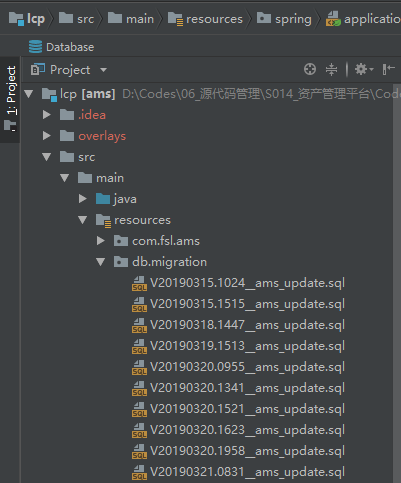 lcp src main resources spring application
Database
1: Project
Project
lcp [ams] D:\Codes\06_源代码管理\S014_资产管理平台\Cod
.idea
overlays
src
main
java
resources
com.fsl.ams
db.migration
V20190315.1024__ams_update.sql
V20190315.1515__ams_update.sql
V20190318.1447__ams_update.sql
V20190319.1513__ams_update.sql
V20190320.0955__ams_update.sql
V20190320.1341__ams_update.sql
V20190320.1521__ams_update.sql
V20190320.1623__ams_update.sql
V20190320.1958__ams_update.sql
V20190321.0831__ams_update.sql